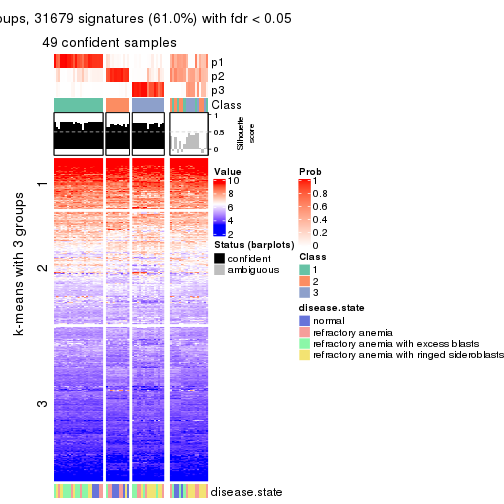 oups, 31679 signatures (61.0%) with fdr < 0.05
49 confident samples
p1
p2
p3
Class
1
0.5
0
Silhouette
score
k-means with 3 groups
1
2
3
disease.state
Value
10
8
6
4
2
Status (barplots)
confident
ambiguous
Prob
1
0.8
0.6
0.4
0.2
0
Class
1
2
3
disease.state
normal
refractory anemia
refractory anemia with excess blasts
refractory anemia with ringed sideroblasts